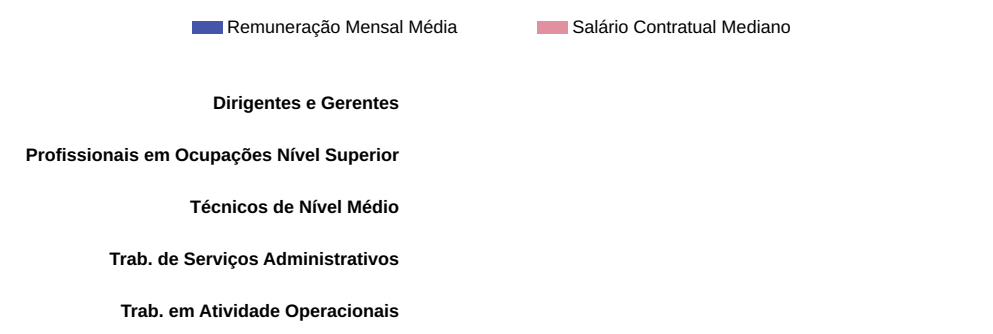 Remuneração Mensal Média Salário Contratual Mediano
Dirigentes e Gerentes
Profissionais em Ocupações Nível Superior
Técnicos de Nível Médio
Trab. de Serviços Administrativos
Trab. em Atividade Operacionais